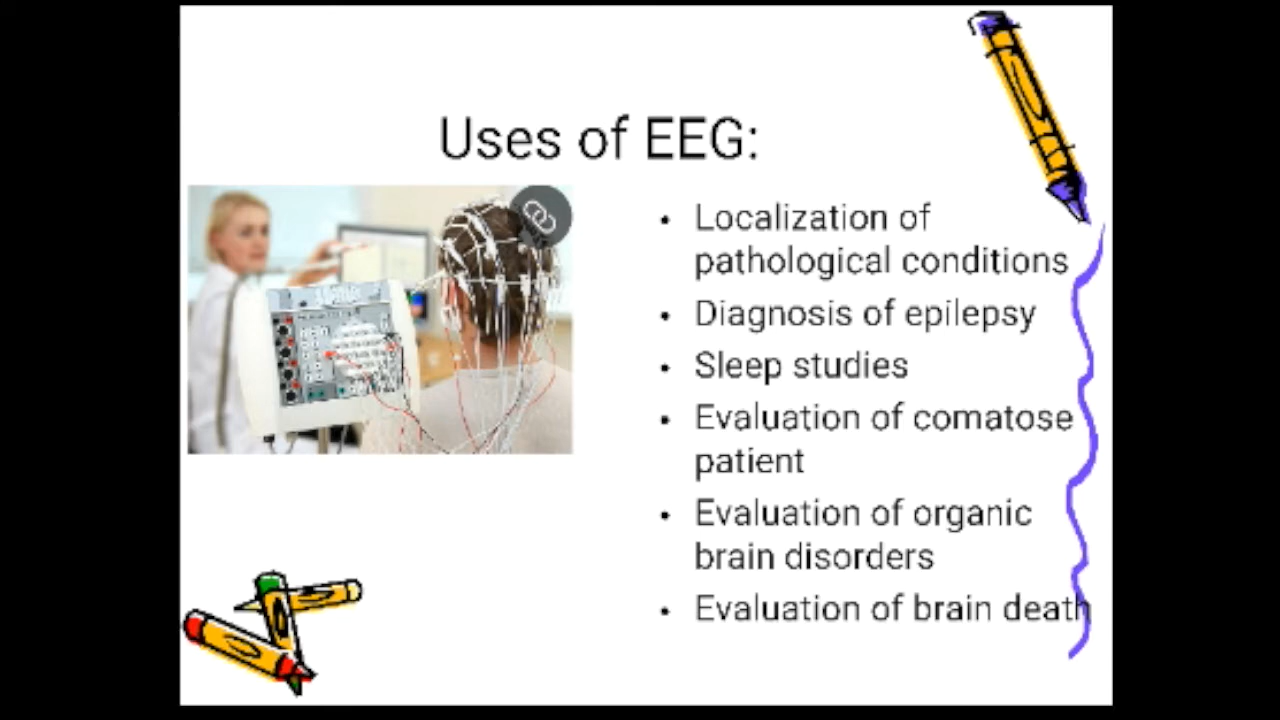 Uses of EEG:
• Localization of
pathological conditions
• Diagnosis of epilepsy
• Sleep studies
• Evaluation of comatose
patient
• Evaluation of organic
brain disorders
• Evaluation of brain death